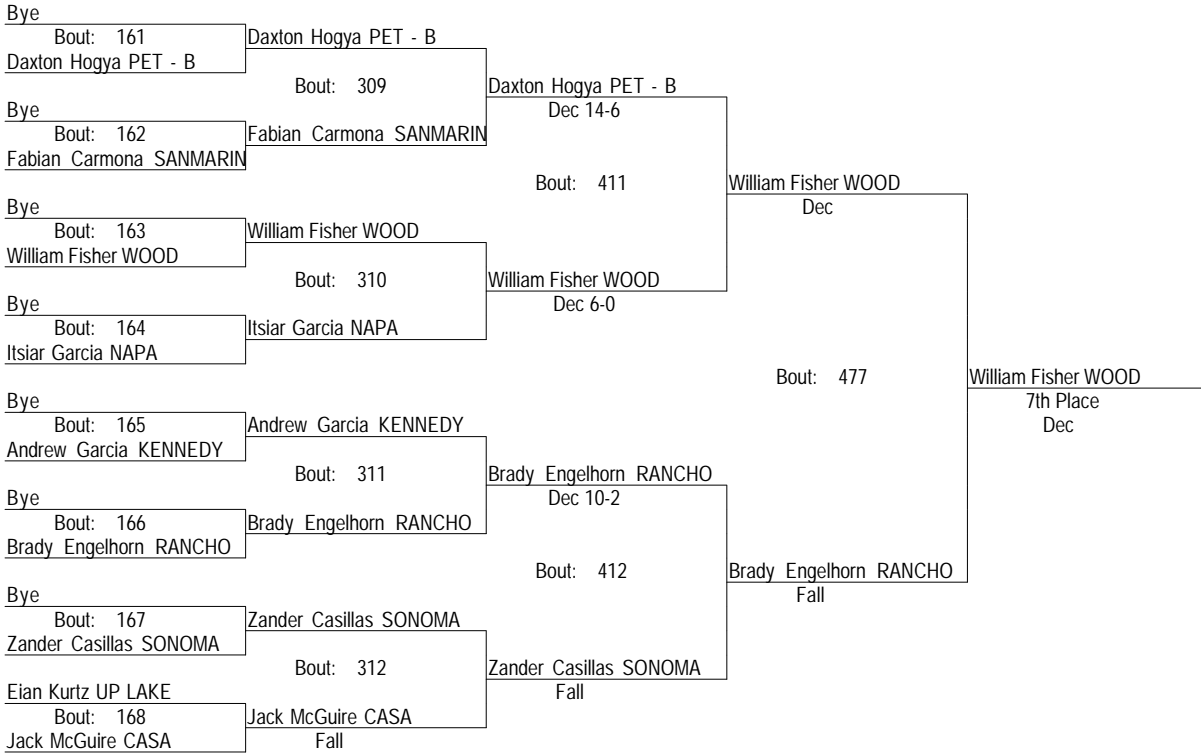 Bye
Bout: 161
Daxton Hogya PET - B
Bye
Bout: 162
Fabian Carmona SANMARIN
Bye
Bout: 163
William Fisher WOOD
Bye
Bout: 164
Itsiar Garcia NAPA
Bye
Bout: 165
Andrew Garcia KENNEDY
Bye
Bout: 166
Brady Engelhorn RANCHO
Bye
Bout: 167
Zander Casillas SONOMA
Eian Kurtz UP LAKE
Bout: 168
Jack McGuire CASA
Daxton Hogya PET - B
Bout: 309
Fabian Carmona SANMARIN
William Fisher WOOD
Bout: 310
Itsiar Garcia NAPA
Andrew Garcia KENNEDY
Bout: 311
Brady Engelhorn RANCHO
Zander Casillas SONOMA
Bout: 312
Jack McGuire CASA
Fall
Daxton Hogya PET - B
Dec 14-6
Bout: 411
William Fisher WOOD
Dec 6-0
Brady Engelhorn RANCHO
Dec 10-2
Bout: 412
Zander Casillas SONOMA
Fall
William Fisher WOOD
Dec
Bout: 477
Brady Engelhorn RANCHO
Fall
William Fisher WOOD
7th Place
Dec